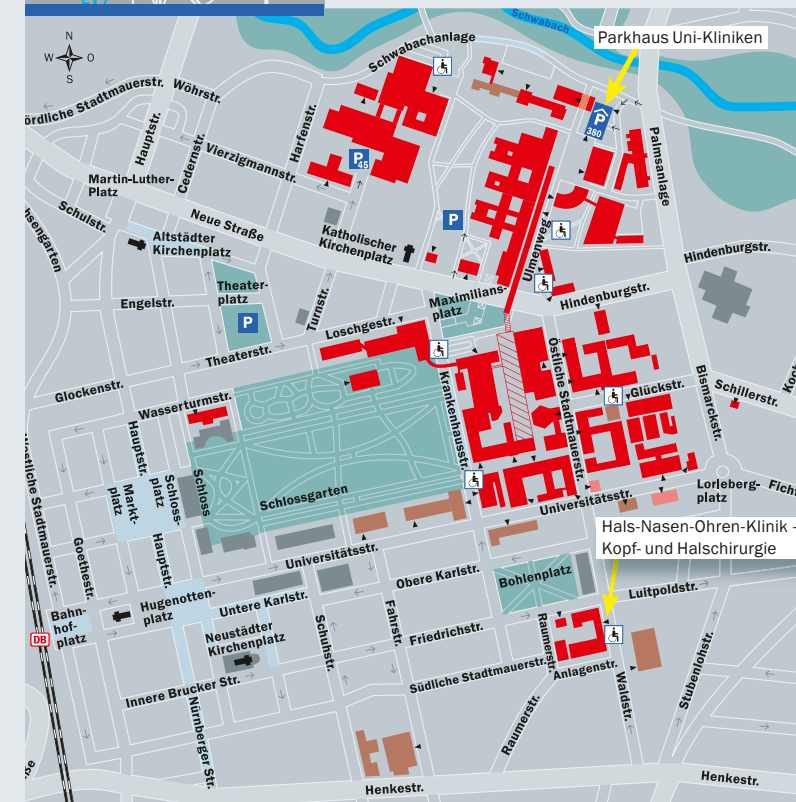 Schwabach
Parkhaus Uni-Kliniken
N
W
O
S
Schwabachanlage
ördliche Stadtmauerstr.
Wöhrstr.
Hauptstr.
Cedernstr.
Harfenstr.
Vierzigmannstr.
P
45
P
380
Palmsanlage
Martin-Luther-
Platz
Schulstr.
Neue Straße
Altstädter
Kirchenplatz
Katholischer
Kirchenplatz
P
Ulmenweg
Hindenburgstr.
Engelstr.
Theater-
platz
Turnstr.
Maximilians-
platz
Hindenburgstr.
P
Loschgestr.
Theaterstr.
Glockenstr.
Wasserturmstr.
Krankenhausstr.
Östliche Stadtmauerstr.
Glückstr.
Bismarckstr.
Schillerstr.
Hauptstr.
Markt-
platz
Schloss-
platz
Schloss
Schlossgarten
Universitätsstr.
Lorleberg-
platz
Westliche Stadtmauerstr.
Goethestr.
Hauptstr.
Universitätsstr.
Hals-Nasen-Ohren-Klinik -
Kopf- und Halschirurgie
Obere Karlstr.
Bohlenplatz
Luitpoldstr.
Bahn-
hof-
platz
DB
Hugenotten-
platz
Untere Karlstr.
Neustädter
Kirchenplatz
Schuhstr.
Fahrstr.
Friedrichstr.
Raumerstr.
Südliche Stadtmauerstr.
Anlagenstr.
Waldstr.
Stubenlohstr.
Innere Brucker Str.
Nürnberger Str.
Raumerstr.
Henkestr.
Henkestr.